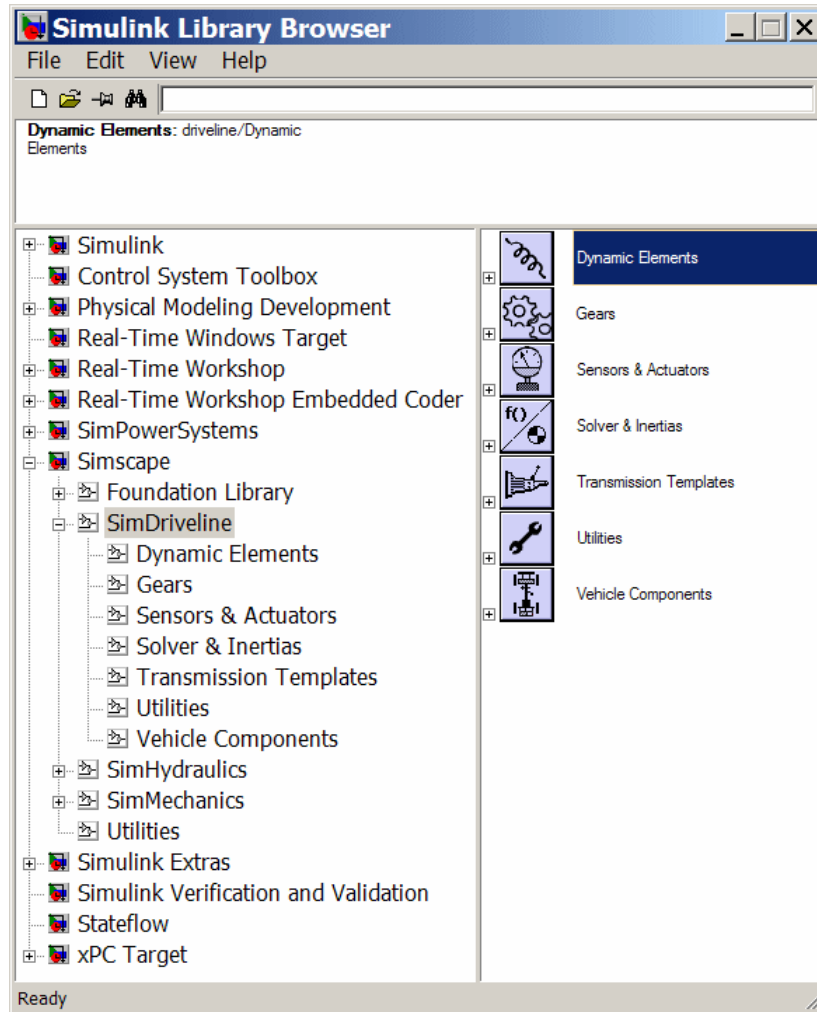 Simulink Library Browser
File Edit View Help
Dynamic Elements: driveline/Dynamic
Elements
Simulink
Control System Toolbox
Physical Modeling Development
Real-Time Windows Target
Real-Time Workshop
Real-Time Workshop Embedded Coder
SimPowerSystems
Simscape
Foundation Library
SimDriveline
Dynamic Elements
Gears
Sensors & Actuators
Solver & Inertias
Transmission Templates
Utilities
Vehicle Components
SimHydraulics
SimMechanics
Utilities
Simulink Extras
Simulink Verification and Validation
Stateflow
xPC Target
Dynamic Elements
Gears
Sensors & Actuators
f() Solver & Inertias
Transmission Templates
Utilities
Vehicle Components
Ready